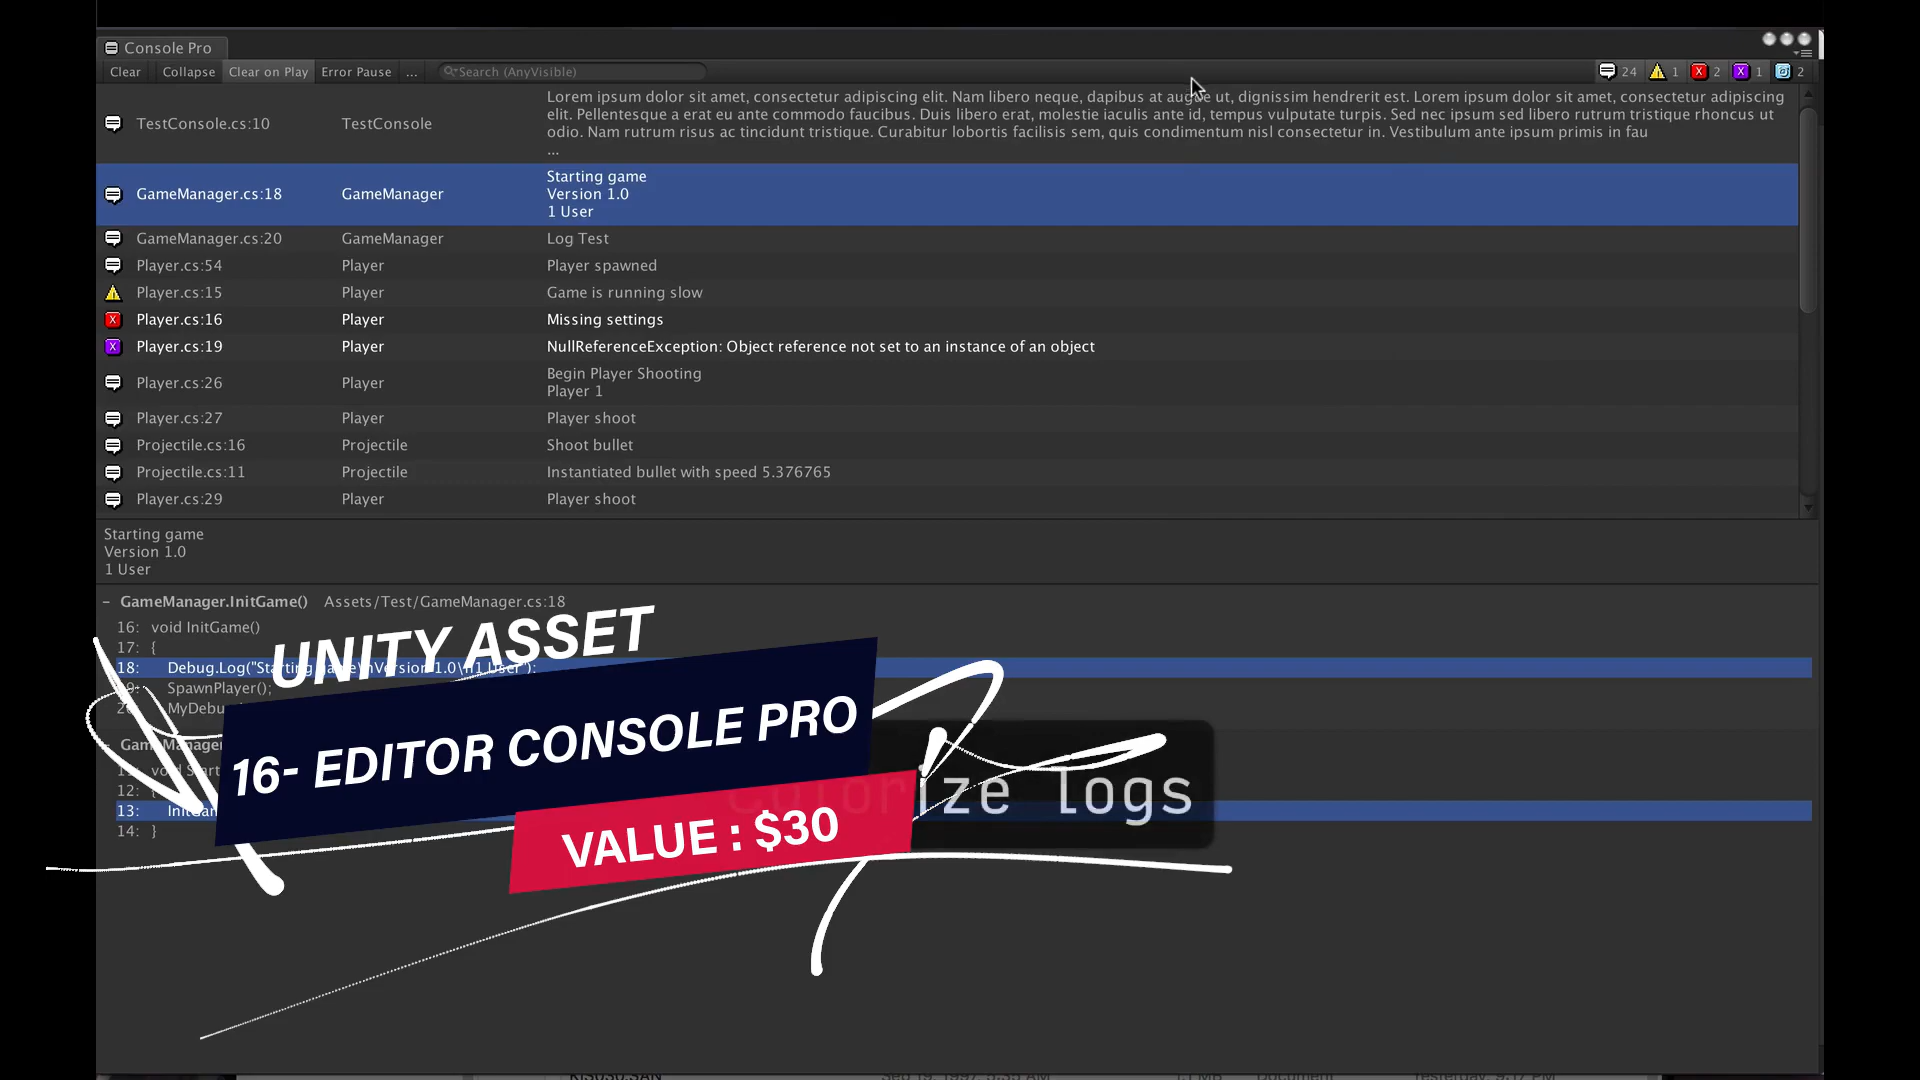 Console Pro
Clear Collapse Clear on Play Error Pause ... Search (AnyVisible) 24 1 2 1 2
TestConsole.cs:10 TestConsole Lorem ipsum dolor sit amet, consectetur adipiscing elit. Nam libero neque, dapibus at augue ut, dignissim hendrerit est. Lorem ipsum dolor sit amet, consectetur adipiscing
elit. Pellentesque a erat eu ante commodo faucibus. Duis libero erat, molestie iaculis ante id, tempus vulputate turpis. Sed nec ipsum sed libero rutrum tristique rhoncus ut
odio. Nam rutrum risus ac tincidunt tristique. Curabitur lobortis facilisis sem, quis condimentum nisl consectetur in. Vestibulum ante ipsum primis in fau
...
GameManager.cs:18 GameManager Starting game
Version 1.0
1 User
GameManager.cs:20 GameManager Log Test
Player.cs:54 Player Player spawned
Player.cs:15 Player Game is running slow
Player.cs:16 Player Missing settings
Player.cs:19 Player NullReferenceException: Object reference not set to an instance of an object
Player.cs:26 Player Begin Player Shooting
Player 1
Player.cs:27 Player Player shoot
Projectile.cs:16 Projectile Shoot bullet
Projectile.cs:11 Projectile Instantiated bullet with speed 5.376765
Player.cs:29 Player Player shoot
Starting game
Version 1.0
1 User
- GameManager.InitGame() Assets/Test/GameManager.cs:18
16: void InitGame()
17: {
18: Debug.Log("Starting game\nVersion 1.0\n1 User");
SpawnPlayer();
UNITY ASSET
16- EDITOR CONSOLE PRO
VALUE : $30
Colorize logs
12:
13:
14: }